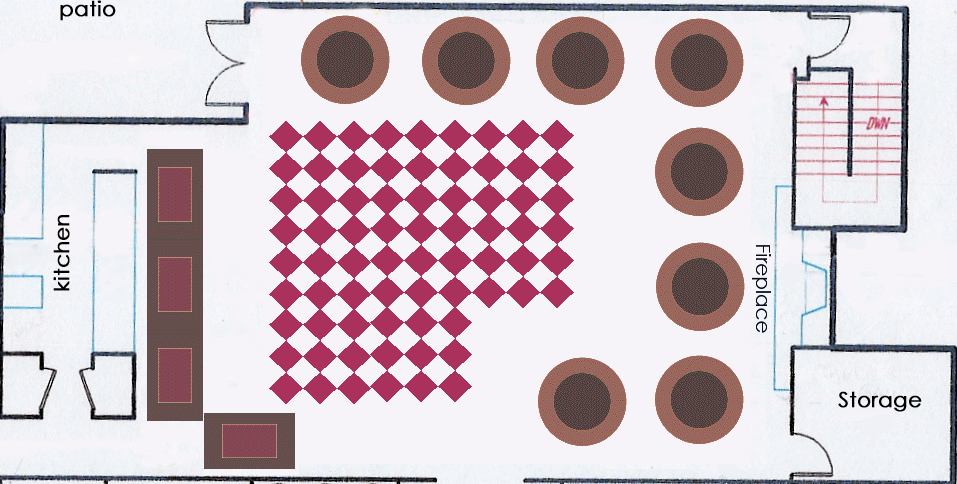 patio
DWN
kitchen
Fireplace
Storage